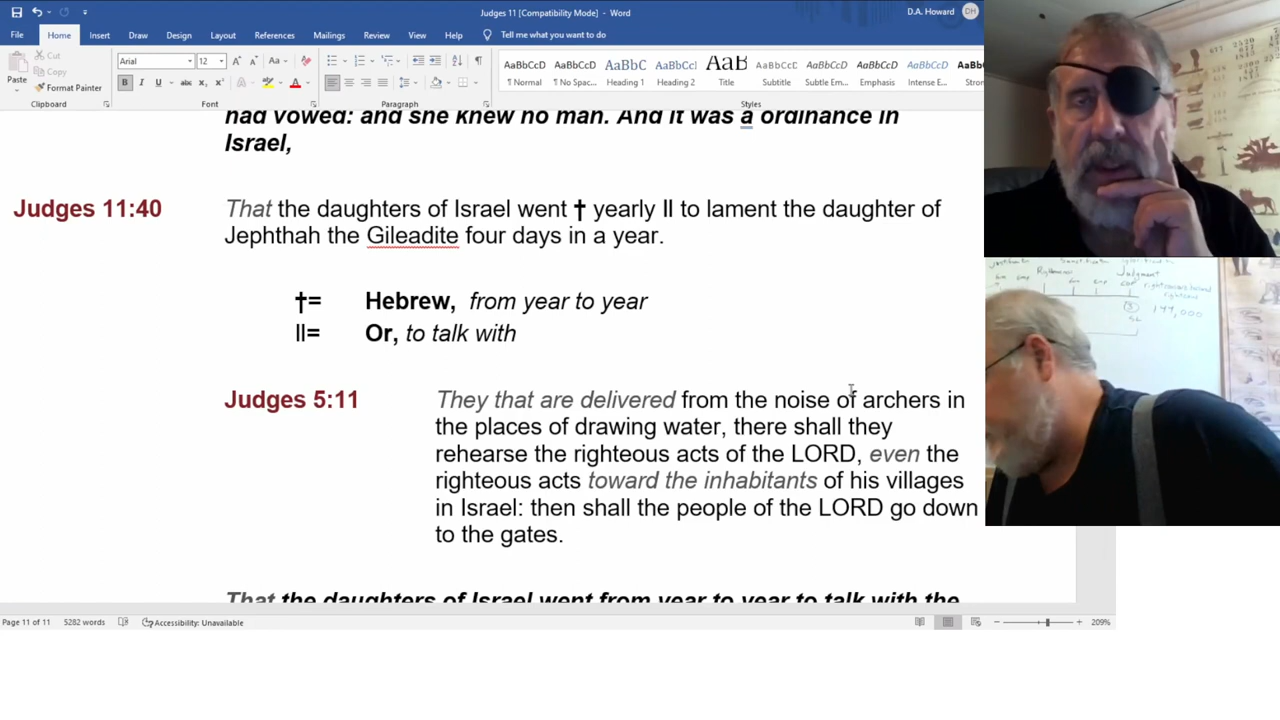 Judges 11 [Compatibility Mode] - Word
D.A. Howard DH
File Home Insert Draw Design Layout References Mailings Review View Help Tell me what you want to do
Paste Cut Copy Format Painter
Arial 12 Aa
B I U abc x₂ x² A A
AaBbCcD AaBbCcD AaBbC AaBbCcI AaB AaBbCcD AaBbCcD AaBbCcD AaBbCcD AaBbC
¶ Normal ¶ No Spac... Heading 1 Heading 2 Title Subtitle Subtle Em... Emphasis Intense E... Stron
Clipboard Font Paragraph Styles
had vowed: and she knew no man. And it was a ordinance in
Israel,
Judges 11:40 That the daughters of Israel went † yearly ǁ to lament the daughter of
Jephthah the Gileadite four days in a year.
†= Hebrew, from year to year
ǁ= Or, to talk with
Judges 5:11 They that are delivered from the noise of archers in
the places of drawing water, there shall they
rehearse the righteous acts of the LORD, even the
righteous acts toward the inhabitants of his villages
in Israel: then shall the people of the LORD go down
to the gates.
That the daughters of Israel went from year to year to talk with the
Page 11 of 11 5282 words Accessibility: Unavailable 209%
Judgment
144,000